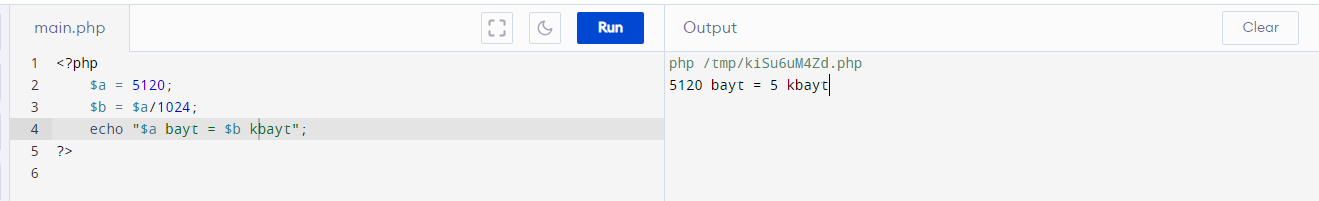 main.php
Run
Output
Clear
1 <?php
2 $a = 5120;
3 $b = $a/1024;
4 echo "$a bayt = $b kbayt";
5 ?>
6
php /tmp/kiSu6uM4Zd.php
5120 bayt = 5 kbayt